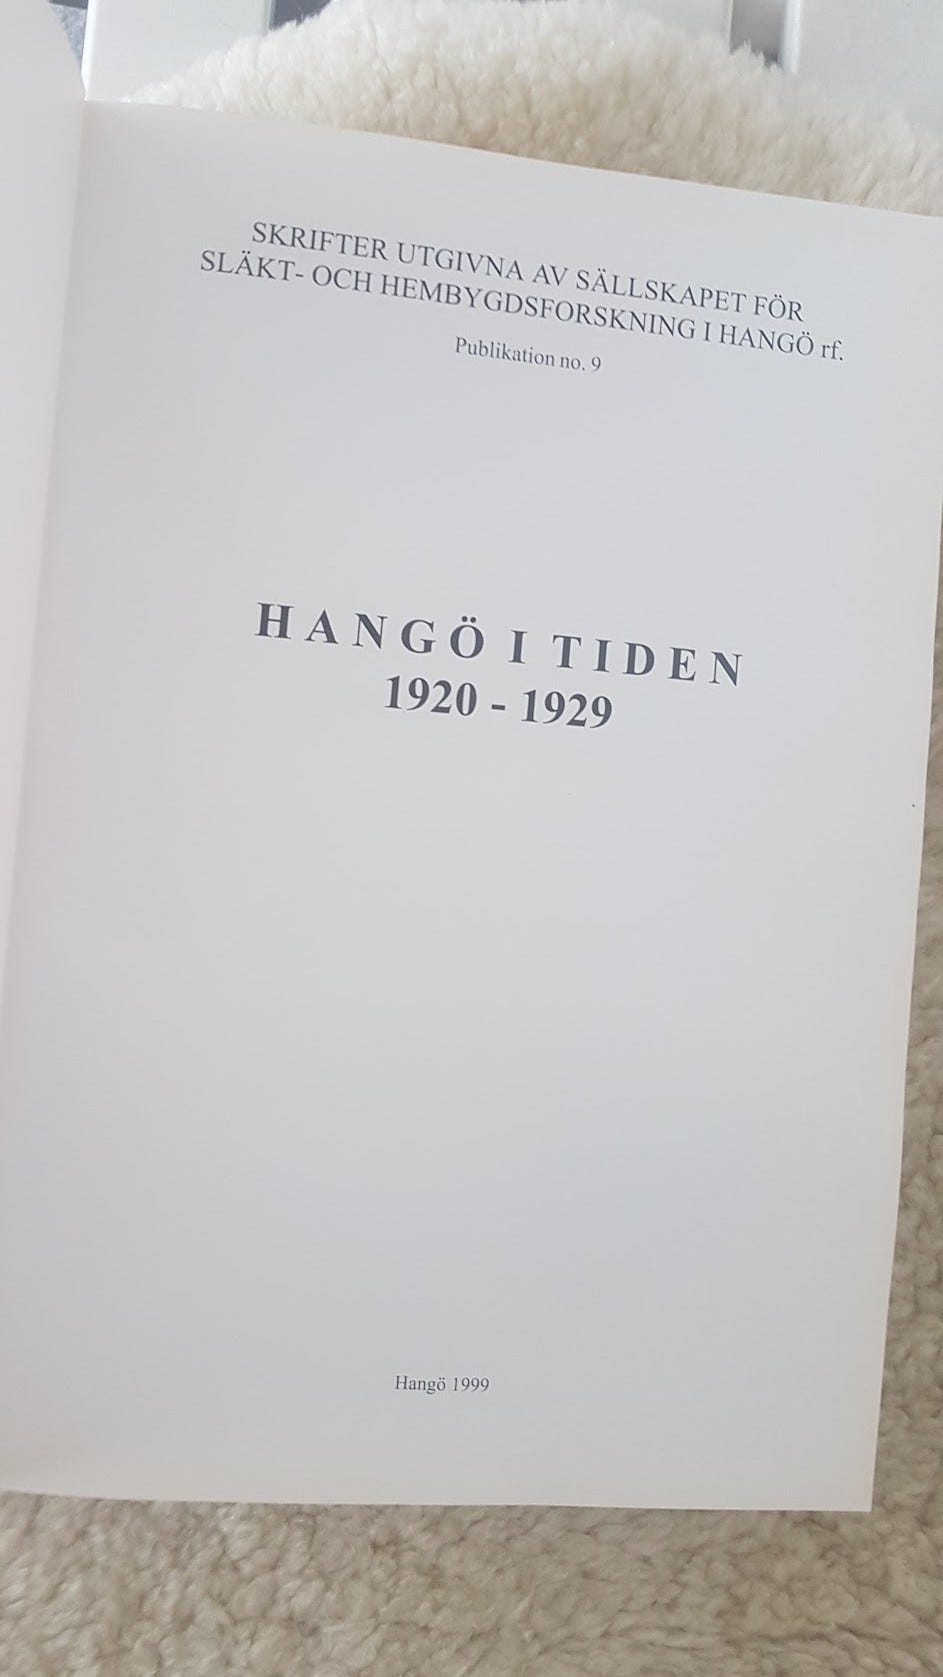 SKRIFTER UTGIVNA AV SÄLLSKAPET FÖR
SLÄKT- OCH HEMBYGDSFORSKNING I HANGÖ rf.
Publikation no. 9
HANGÖ I TIDEN
1920 - 1929
Hangö 1999